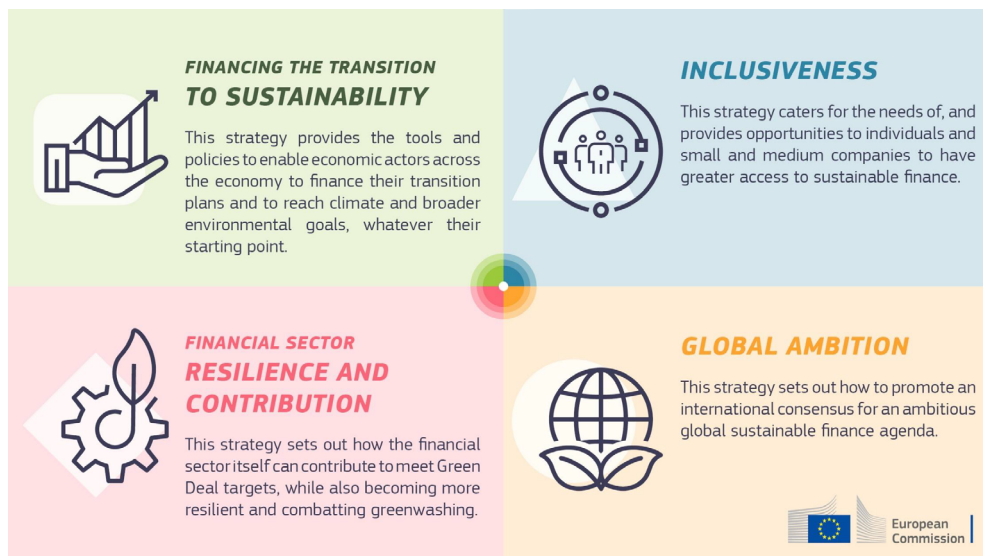 FINANCING THE TRANSITION
TO SUSTAINABILITY
This strategy provides the tools and
policies to enable economic actors across
the economy to finance their transition
plans and to reach climate and broader
environmental goals, whatever their
starting point.
INCLUSIVENESS
This strategy caters for the needs of, and
provides opportunities to individuals and
small and medium companies to have
greater access to sustainable finance.
FINANCIAL SECTOR
RESILIENCE AND
CONTRIBUTION
This strategy sets out how the financial
sector itself can contribute to meet Green
Deal targets, while also becoming more
resilient and combatting greenwashing.
GLOBAL AMBITION
This strategy sets out how to promote an
international consensus for an ambitious
global sustainable finance agenda.
European
Commission